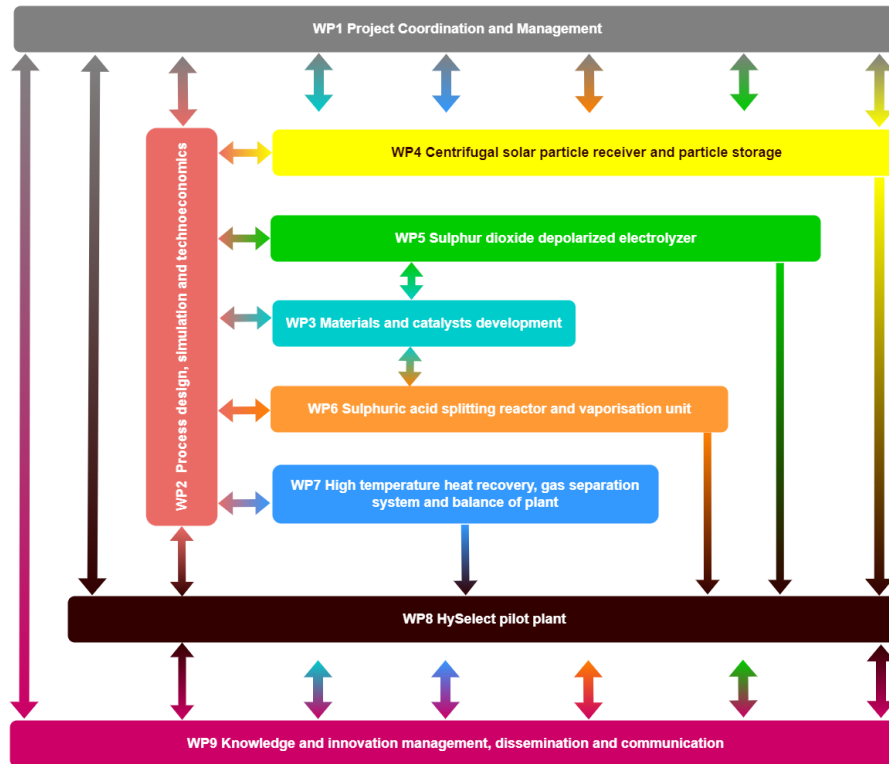 WP1 Project Coordination and Management
WP2 Process design, simulation and technoeconomics
WP4 Centrifugal solar particle receiver and particle storage
WP5 Sulphur dioxide depolarized electrolyzer
WP3 Materials and catalysts development
WP6 Sulphuric acid splitting reactor and vaporisation unit
WP7 High temperature heat recovery, gas separation
system and balance of plant
WP8 HySelect pilot plant
WP9 Knowledge and innovation management, dissemination and communication